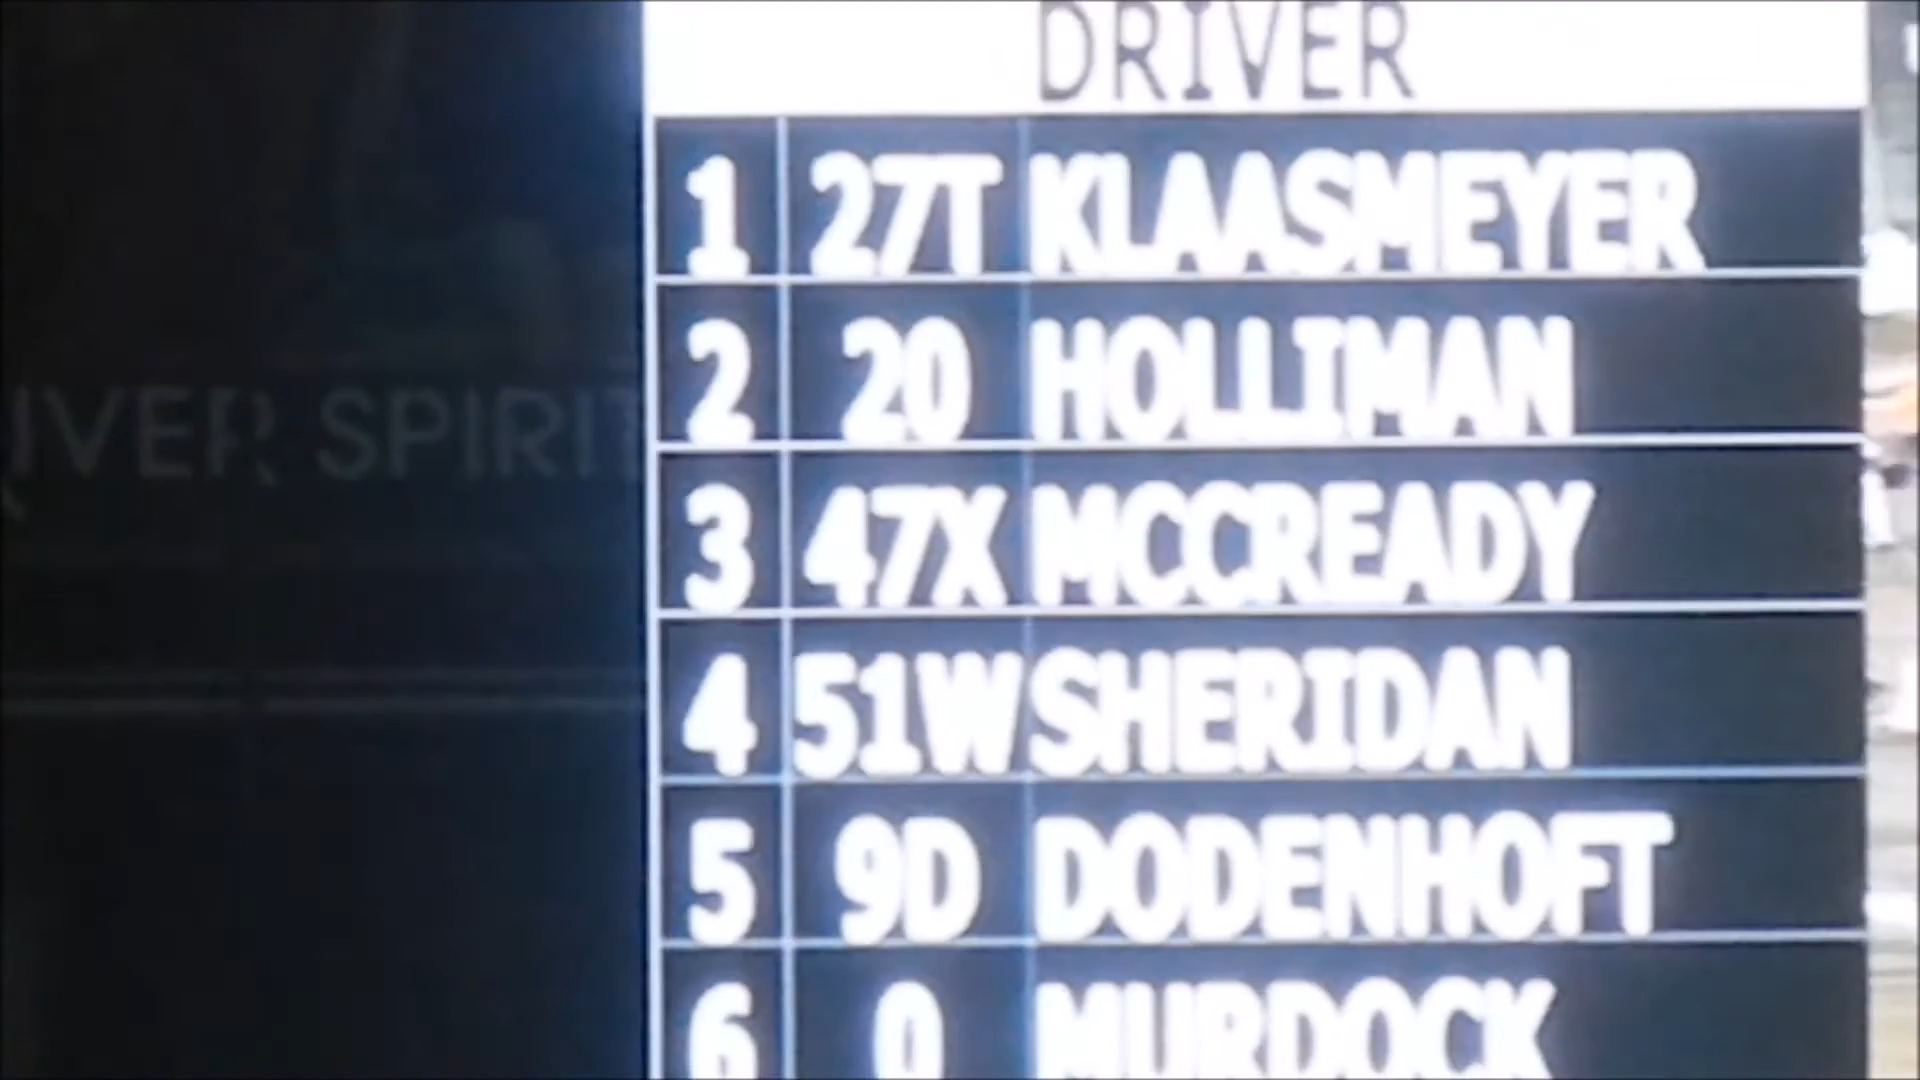 DRIVER
1 27T KLAASMEYER
2 20 HOLLIMAN
IVER SPIRIT
3 47X MCCREADY
4 51W SHERIDAN
5 9D DODENHOFT
6 0 MURDOCK